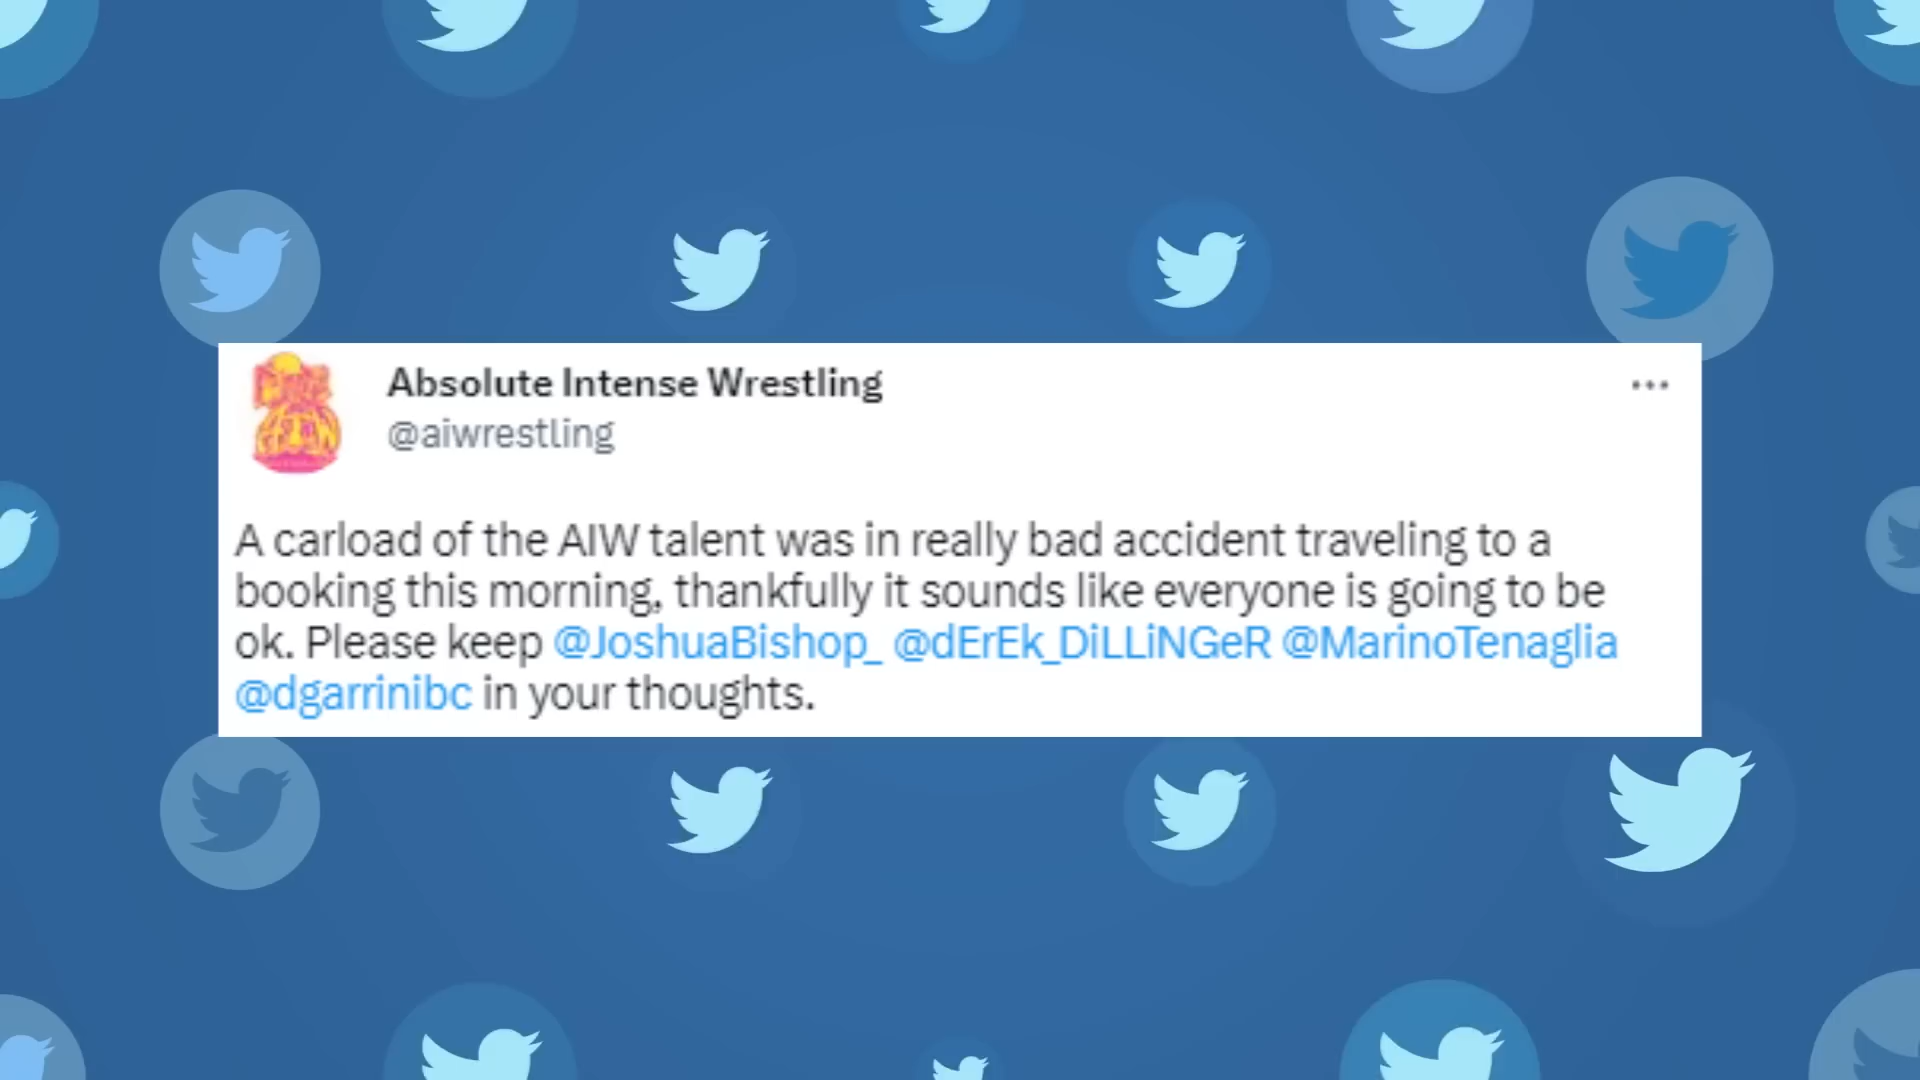 Absolute Intense Wrestling
@aiwrestling
A carload of the AIW talent was in really bad accident traveling to a
booking this morning, thankfully it sounds like everyone is going to be
ok. Please keep @JoshuaBishop_ @dErEk_DiLLiNGeR @MarinoTenaglia
@dgarrinibc in your thoughts.